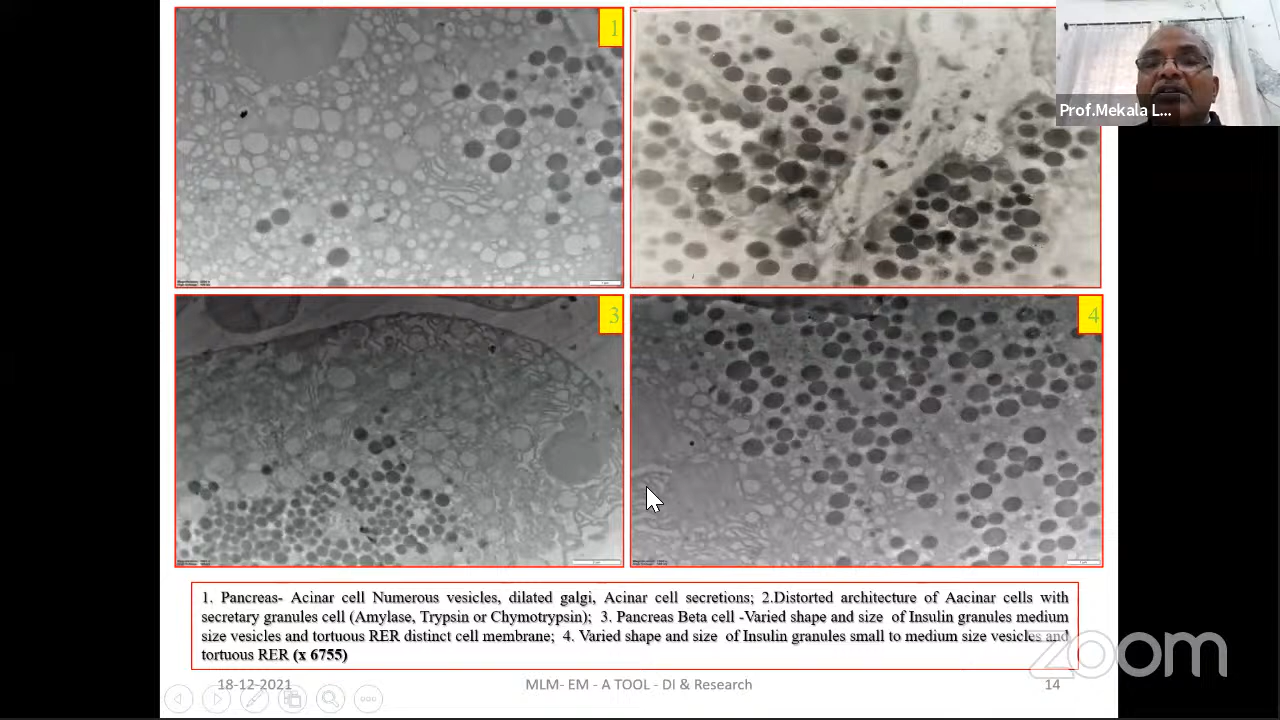 1
Prof.Mekala L...
3
4
1. Pancreas- Acinar cell Numerous vesicles, dilated galgi, Acinar cell secretions; 2.Distorted architecture of Aacinar cells with
secretary granules cell (Amylase, Trypsin or Chymotrypsin); 3. Pancreas Beta cell -Varied shape and size of Insulin granules medium
size vesicles and tortuous RER distinct cell membrane; 4. Varied shape and size of Insulin granules small to medium size vesicles and
tortuous RER (x 6755)
zoom
18-12-2021
MLM- EM - A TOOL - DI & Research
14